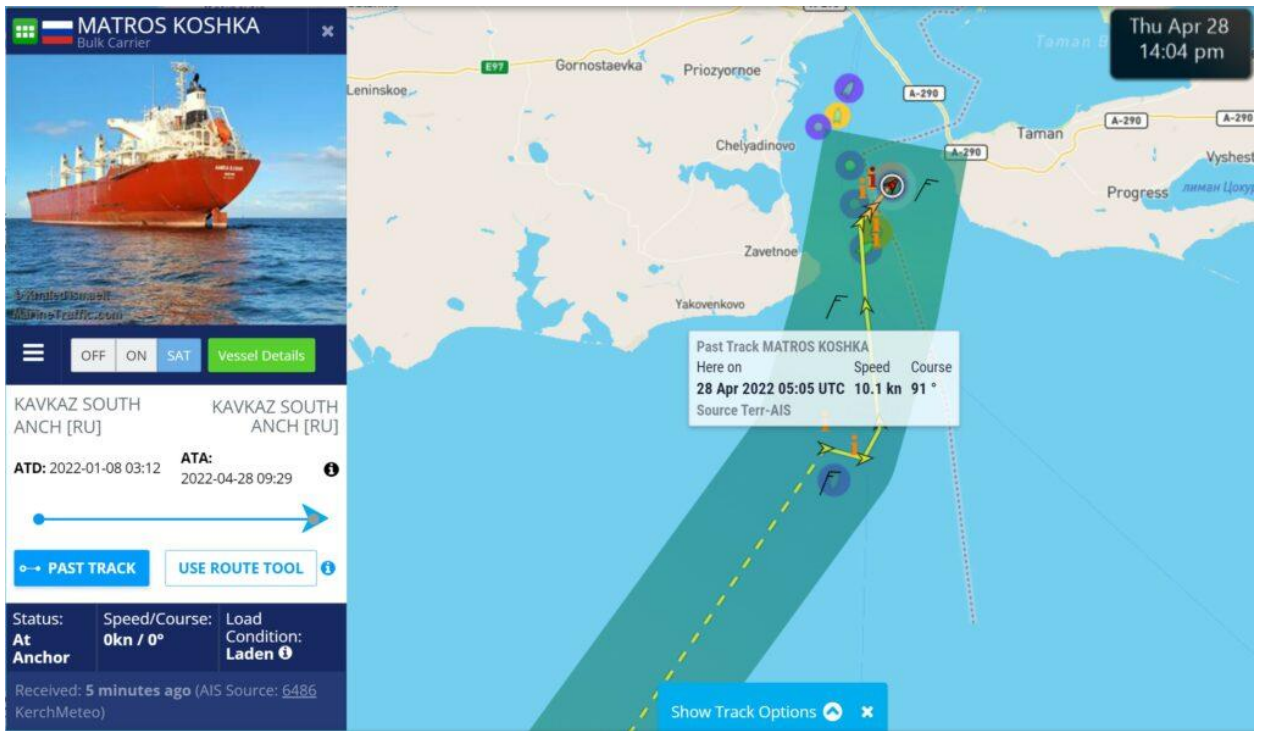 MATROS KOSHKA
Bulk Carrier
MarineTraffic.com
OFF ON SAT Vessel Details
KAVKAZ SOUTH ANCH [RU]
KAVKAZ SOUTH ANCH [RU]
ATD: 2022-01-08 03:12
ATA:
2022-04-28 09:29
PAST TRACK
USE ROUTE TOOL
Status:
At
Anchor
Speed/Course:
0kn / 0°
Load
Condition:
Laden
Received: 5 minutes ago (AIS Source: 6486
KerchMeteo)
Thu Apr 28
14:04 pm
Taman B
E97
Gornostaevka
Priozyornoe
Leninskoe
A-290
A-290
A-290
Taman
Chelyadinovo
A-290
Vyshest
Progress
лиман Цокур
Zavetnoe
Yakovenkovo
Past Track MATROS KOSHKA
Here on Speed Course
28 Apr 2022 05:05 UTC 10.1 kn 91 °
Source Terr-AIS
Show Track Options